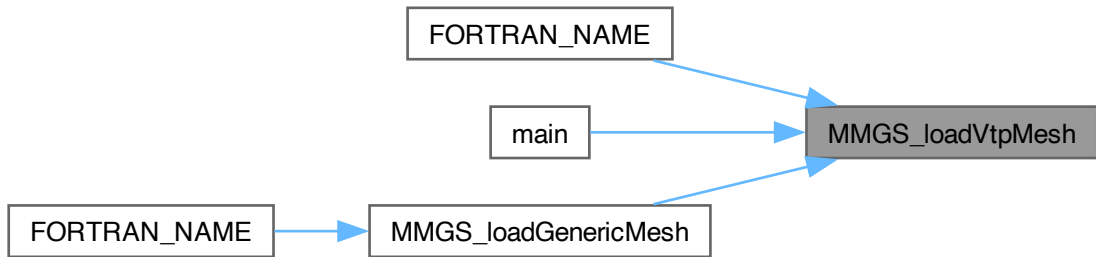 FORTRAN_NAME
main
MMGS_loadVtpMesh
FORTRAN_NAME
MMGS_loadGenericMesh